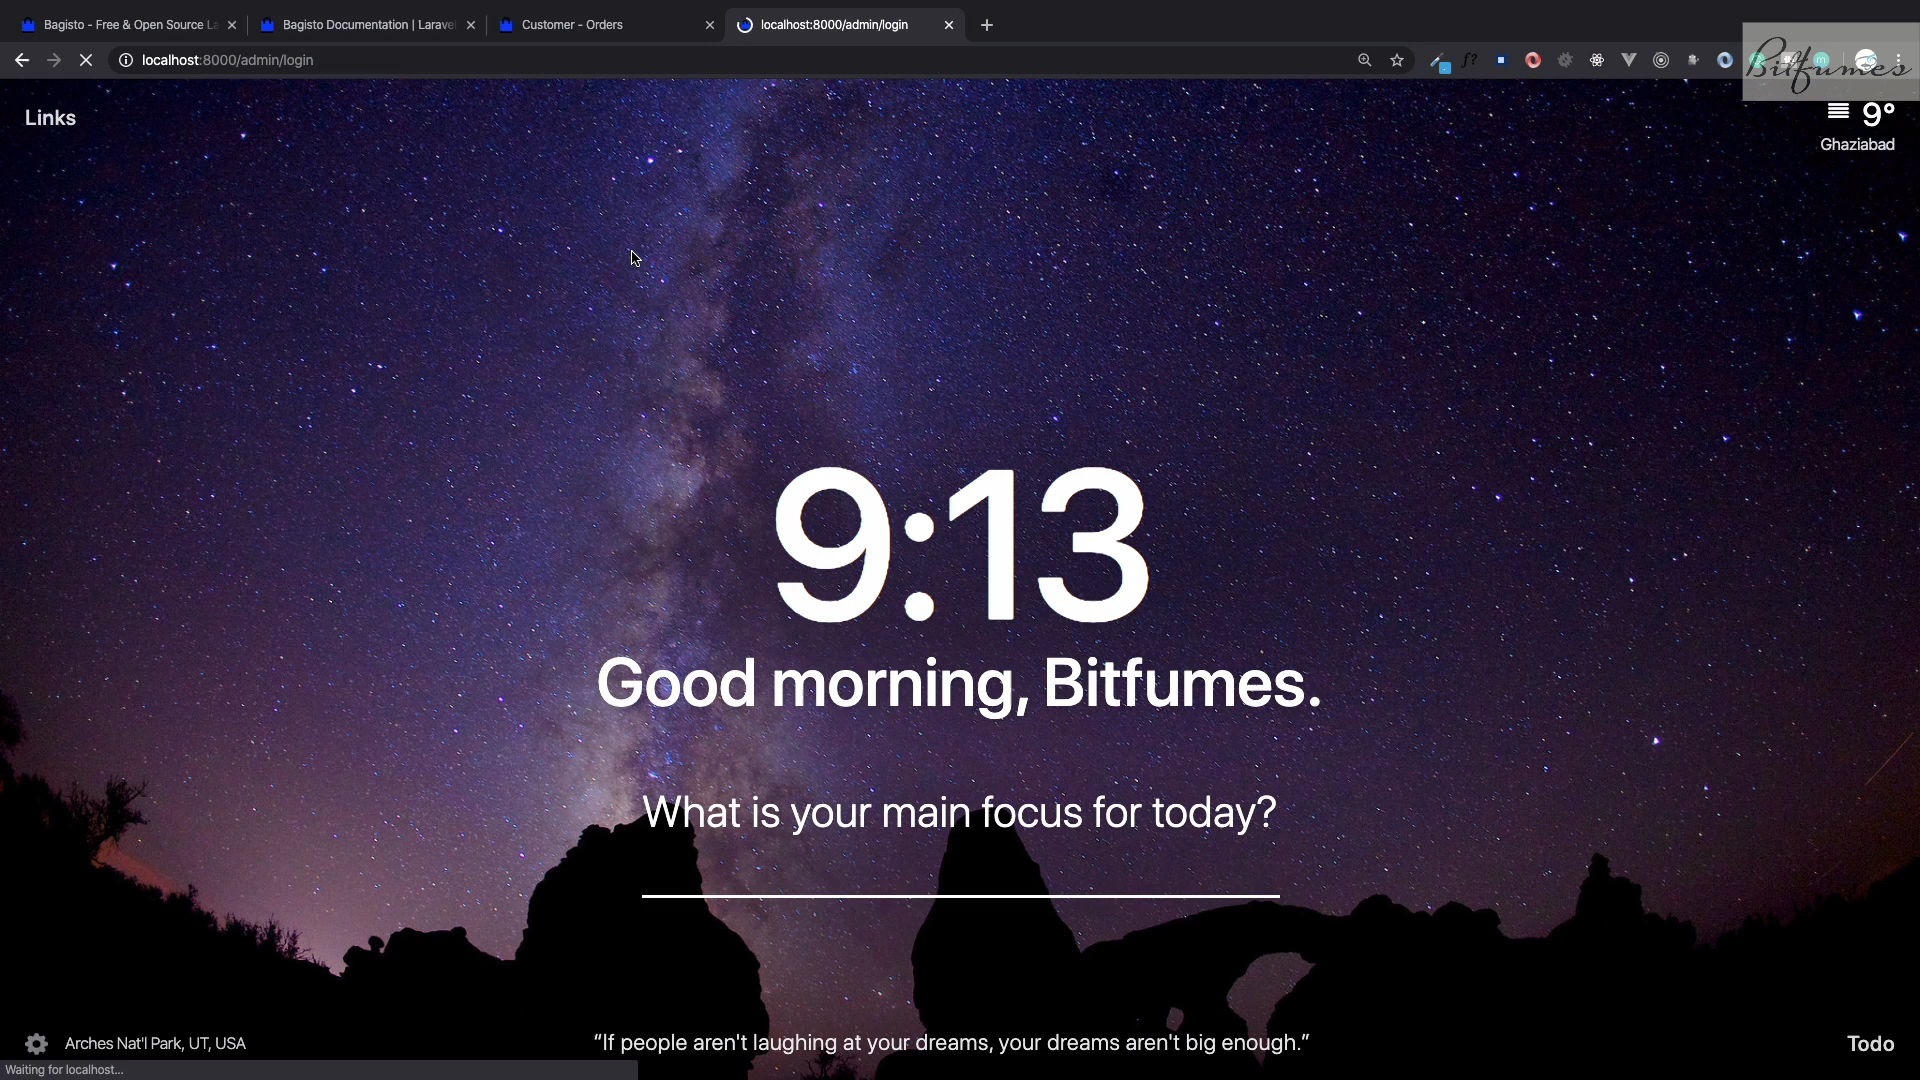 Bagisto - Free & Open Source La
Bagisto Documentation | Larave
Customer - Orders
localhost:8000/admin/login
localhost:8000/admin/login
f?
Bitfumes
Links
9°
Ghaziabad
9:13
Good morning, Bitfumes.
What is your main focus for today?
Arches Nat'l Park, UT, USA
“If people aren't laughing at your dreams, your dreams aren't big enough.”
Todo
Waiting for localhost...